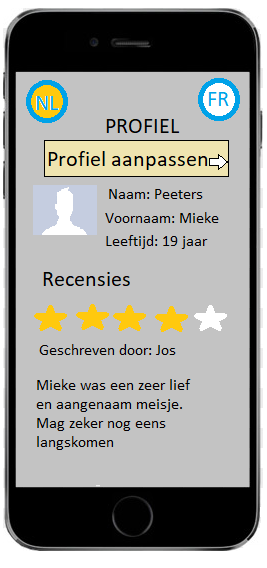 NL
FR
PROFIEL
Profiel aanpassen
Naam: Peeters
Voornaam: Mieke
Leeftijd: 19 jaar
Recensies
Geschreven door: Jos
Mieke was een zeer lief
en aangenaam meisje.
Mag zeker nog eens
langskomen